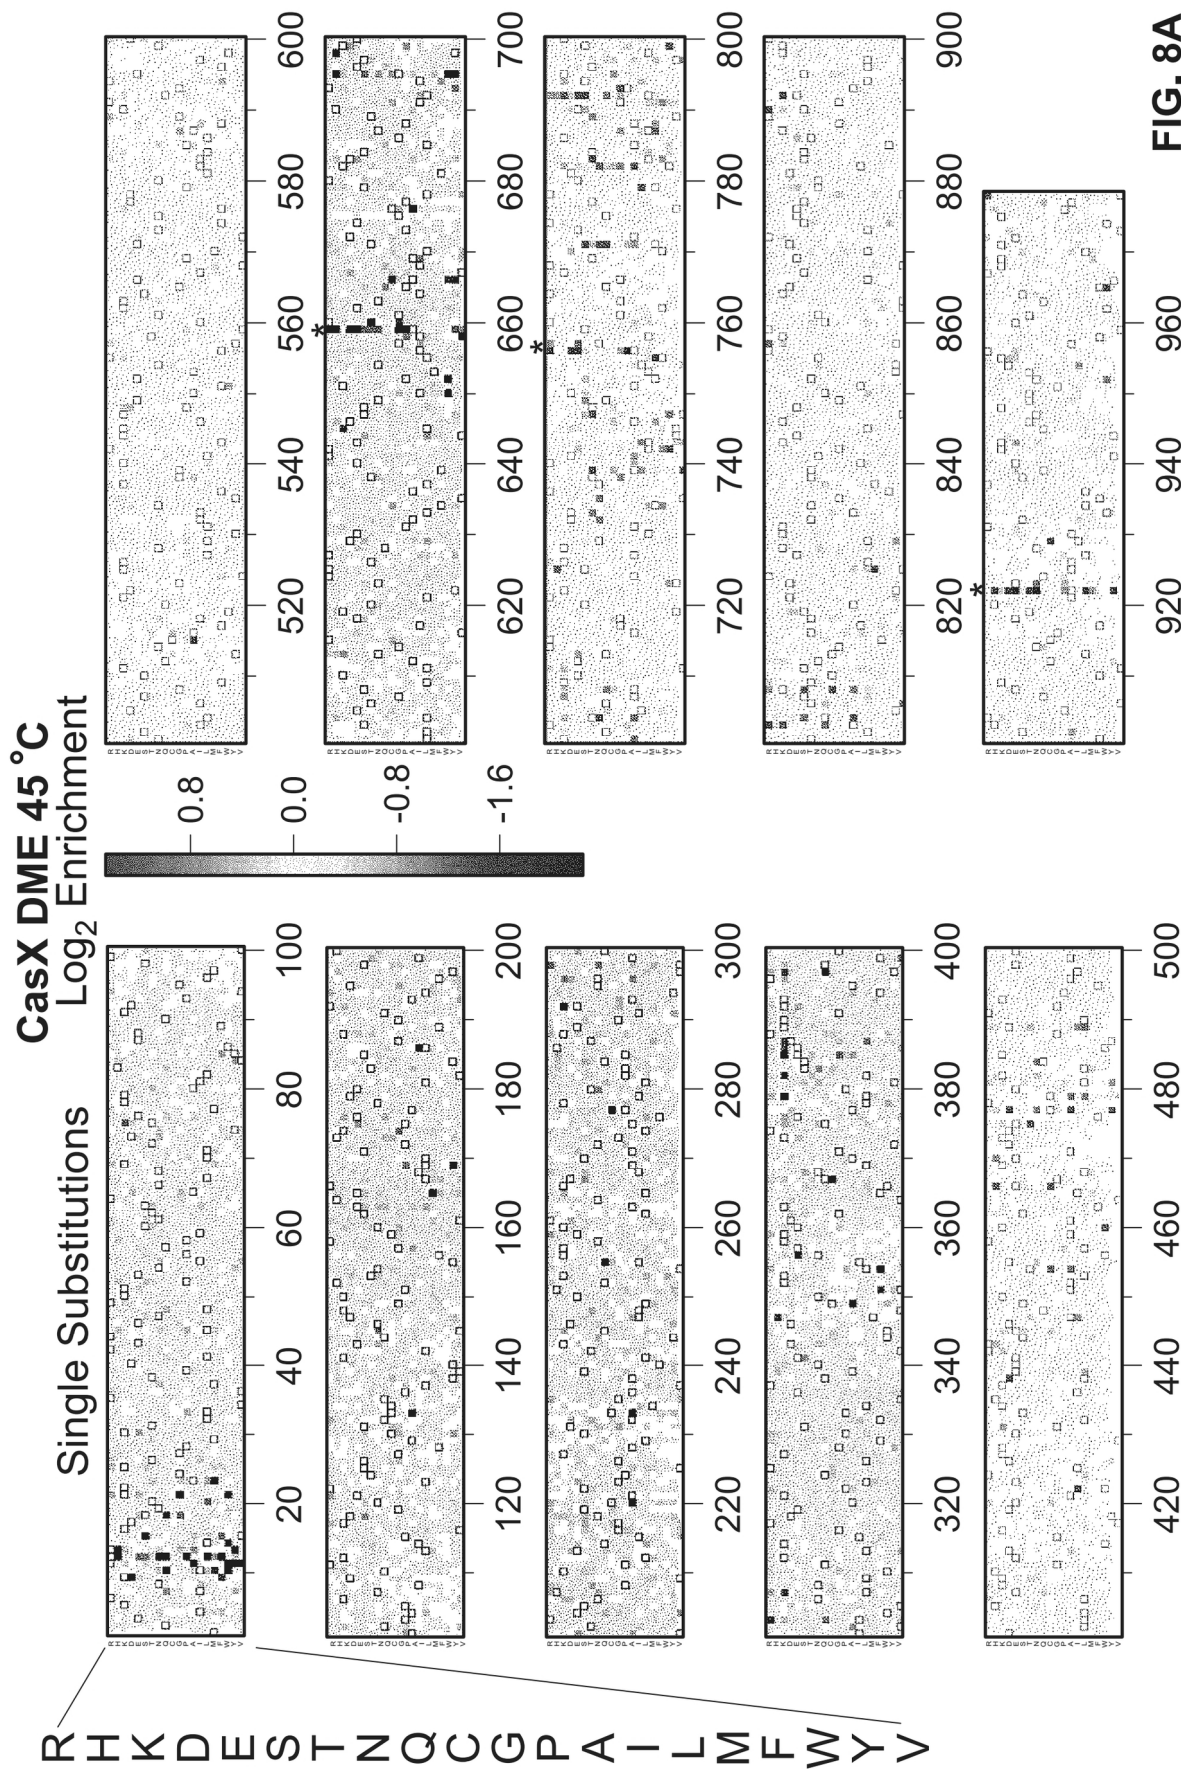 CasX DME 45 °C
Single Substitutions
Log2 Enrichment
0.8
0.0
-0.8
-1.6
R
H
K
D
E
S
T
N
Q
C
G
P
A
I
L
M
F
W
Y
V
20 40 60 80 100
120 140 160 180 200
220 240 260 280 300
320 340 360 380 400
420 440 460 480 500
520 540 560 580 600
*
620 640 660 680 700
*
720 740 760 780 800
820 840 860 880 900
*
920 940 960
FIG. 8A